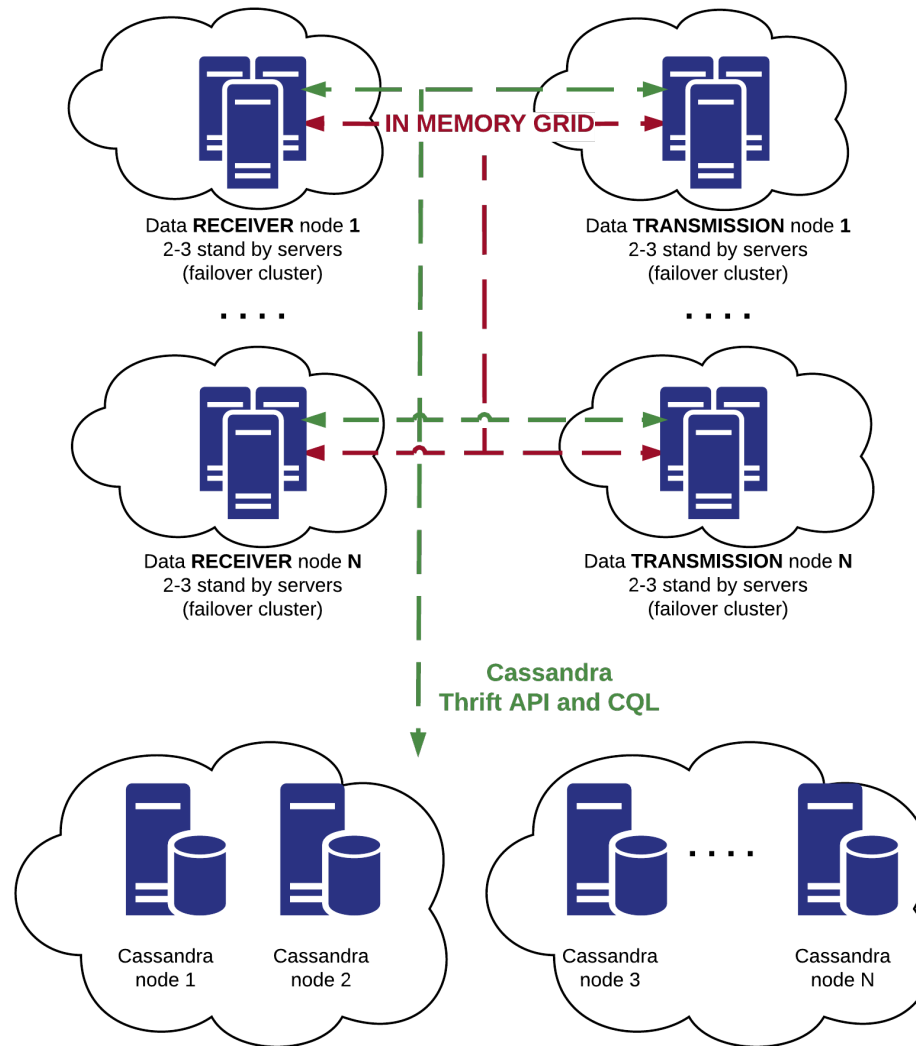 IN MEMORY GRID
Data RECEIVER node 1
2-3 stand by servers
(failover cluster)
Data TRANSMISSION node 1
2-3 stand by servers
(failover cluster)
. . . .
. . . .
Data RECEIVER node N
2-3 stand by servers
(failover cluster)
Data TRANSMISSION node N
2-3 stand by servers
(failover cluster)
Cassandra
Thrift API and CQL
. . . .
Cassandra
node 1
Cassandra
node 2
Cassandra
node 3
Cassandra
node N